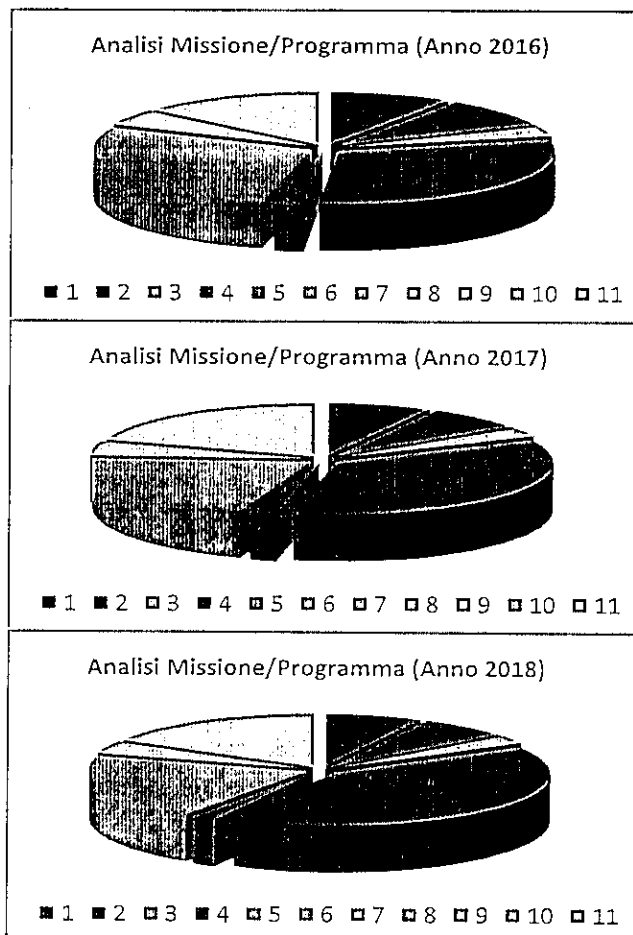 Analisi Missione/Programma (Anno 2016)
1 2 3 4 5 6 7 8 9 10 11
Analisi Missione/Programma (Anno 2017)
1 2 3 4 5 6 7 8 9 10 11
Analisi Missione/Programma (Anno 2018)
1 2 3 4 5 6 7 8 9 10 11